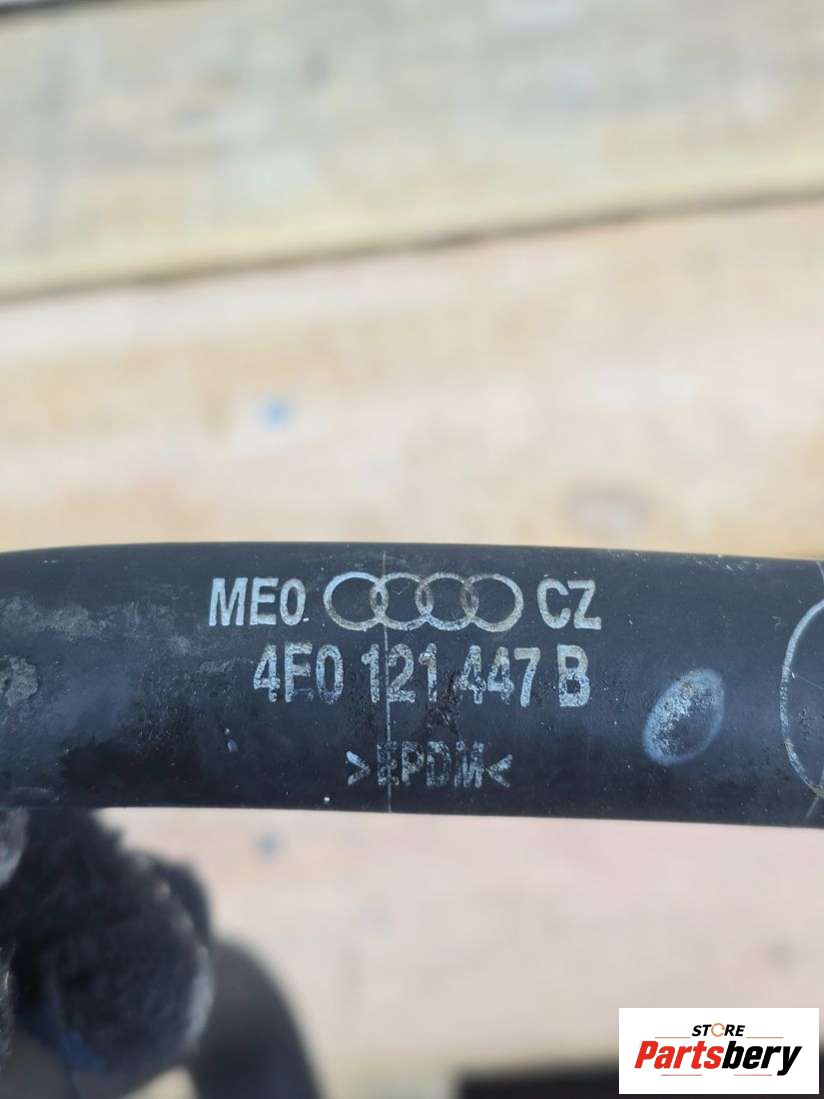 MEO CZ
4E0 121 447 B
>EPDM<
STORE
Partsbery